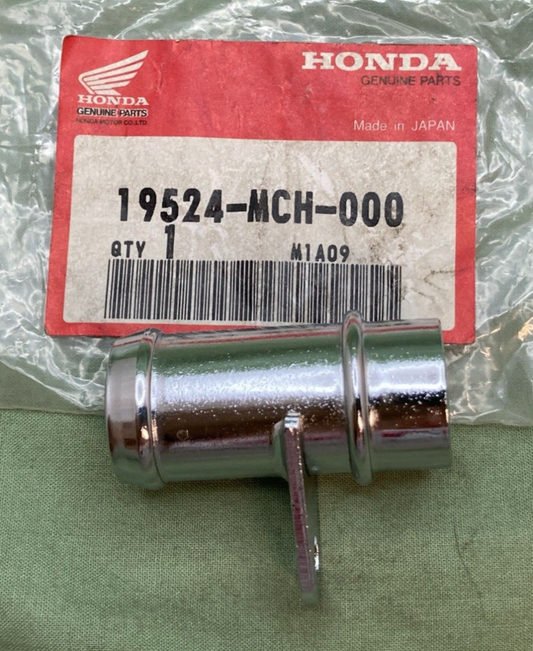 HONDA
GENUINE PARTS
HONDA
GENUINE PARTS
HONDA MOTOR CO.,LTD.
Made in JAPAN
19524-MCH-000
QTY 1 M1A09